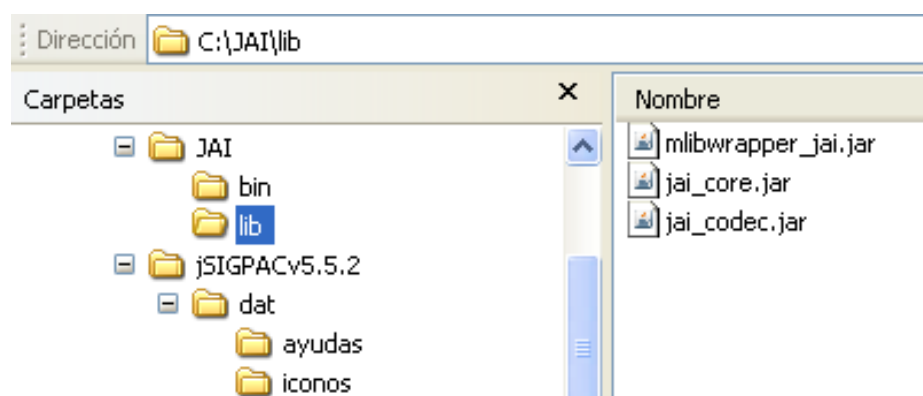 Dirección C:\JAI\lib
Carpetas
JAI
bin
lib
jSIGPACv5.5.2
dat
ayudas
iconos
Nombre
mlibwrapper_jai.jar
jai_core.jar
jai_codec.jar